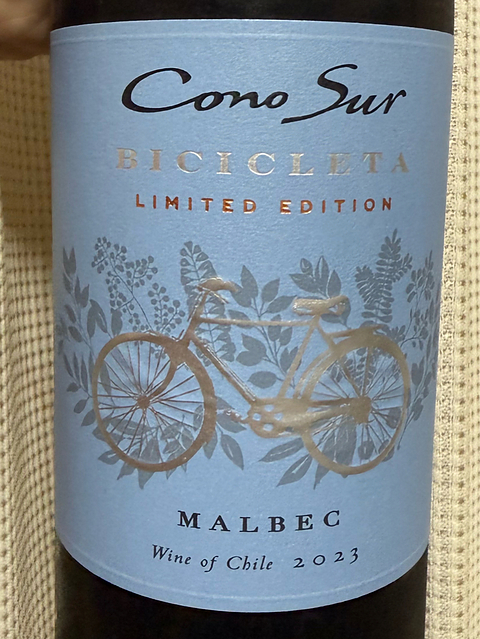 Cono Sur
BICICLETA
LIMITED EDITION
MALBEC
Wine of Chile 2023